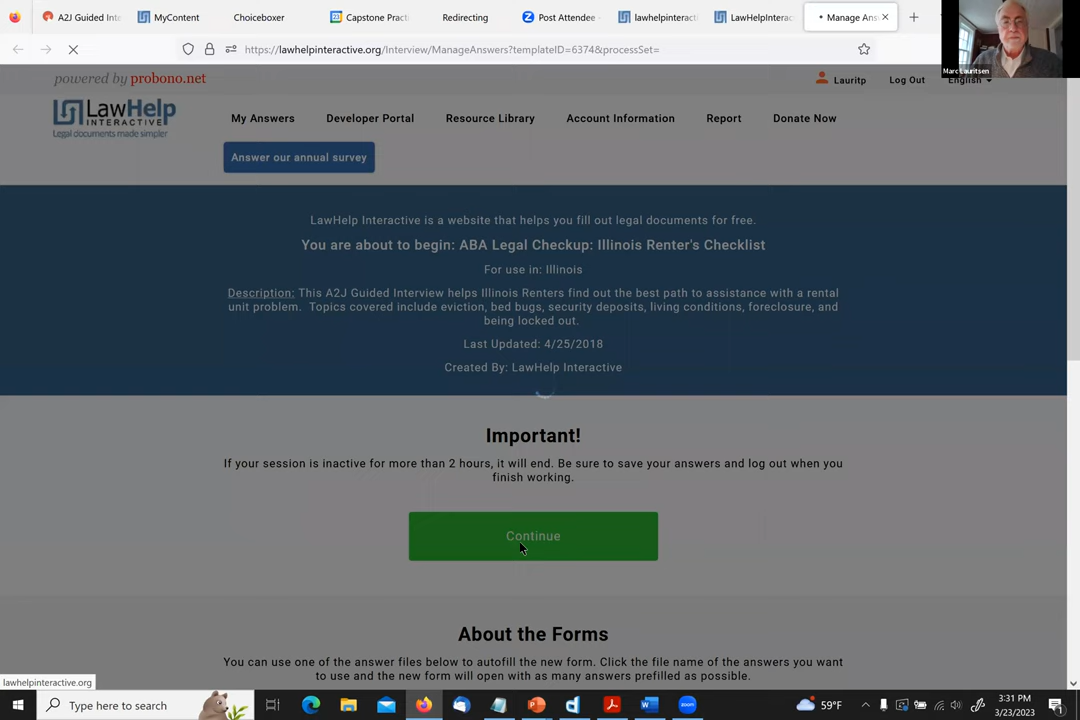 A2J Guided Inte
MyContent
Choiceboxer
Capstone Practi
Redirecting
Post Attendee -
lawhelpinteracti
LawHelpInterac
Manage Ans
https://lawhelpinteractive.org/Interview/ManageAnswers?templateID=6374&processSet=
Marc Lauritsen
powered by probono.net
Lauritp
Log Out
English
LawHelp
INTERACTIVE
Legal documents made simpler
My Answers
Developer Portal
Resource Library
Account Information
Report
Donate Now
Answer our annual survey
LawHelp Interactive is a website that helps you fill out legal documents for free.
You are about to begin: ABA Legal Checkup: Illinois Renter's Checklist
For use in: Illinois
Description: This A2J Guided Interview helps Illinois Renters find out the best path to assistance with a rental
unit problem. Topics covered include eviction, bed bugs, security deposits, living conditions, foreclosure, and
being locked out.
Last Updated: 4/25/2018
Created By: LawHelp Interactive
Important!
If your session is inactive for more than 2 hours, it will end. Be sure to save your answers and log out when you
finish working.
Continue
About the Forms
You can use one of the answer files below to autofill the new form. Click the file name of the answers you want
to use and the new form will open with as many answers prefilled as possible.
lawhelpinteractive.org
Type here to search
zoom
59°F
3:31 PM
3/23/2023